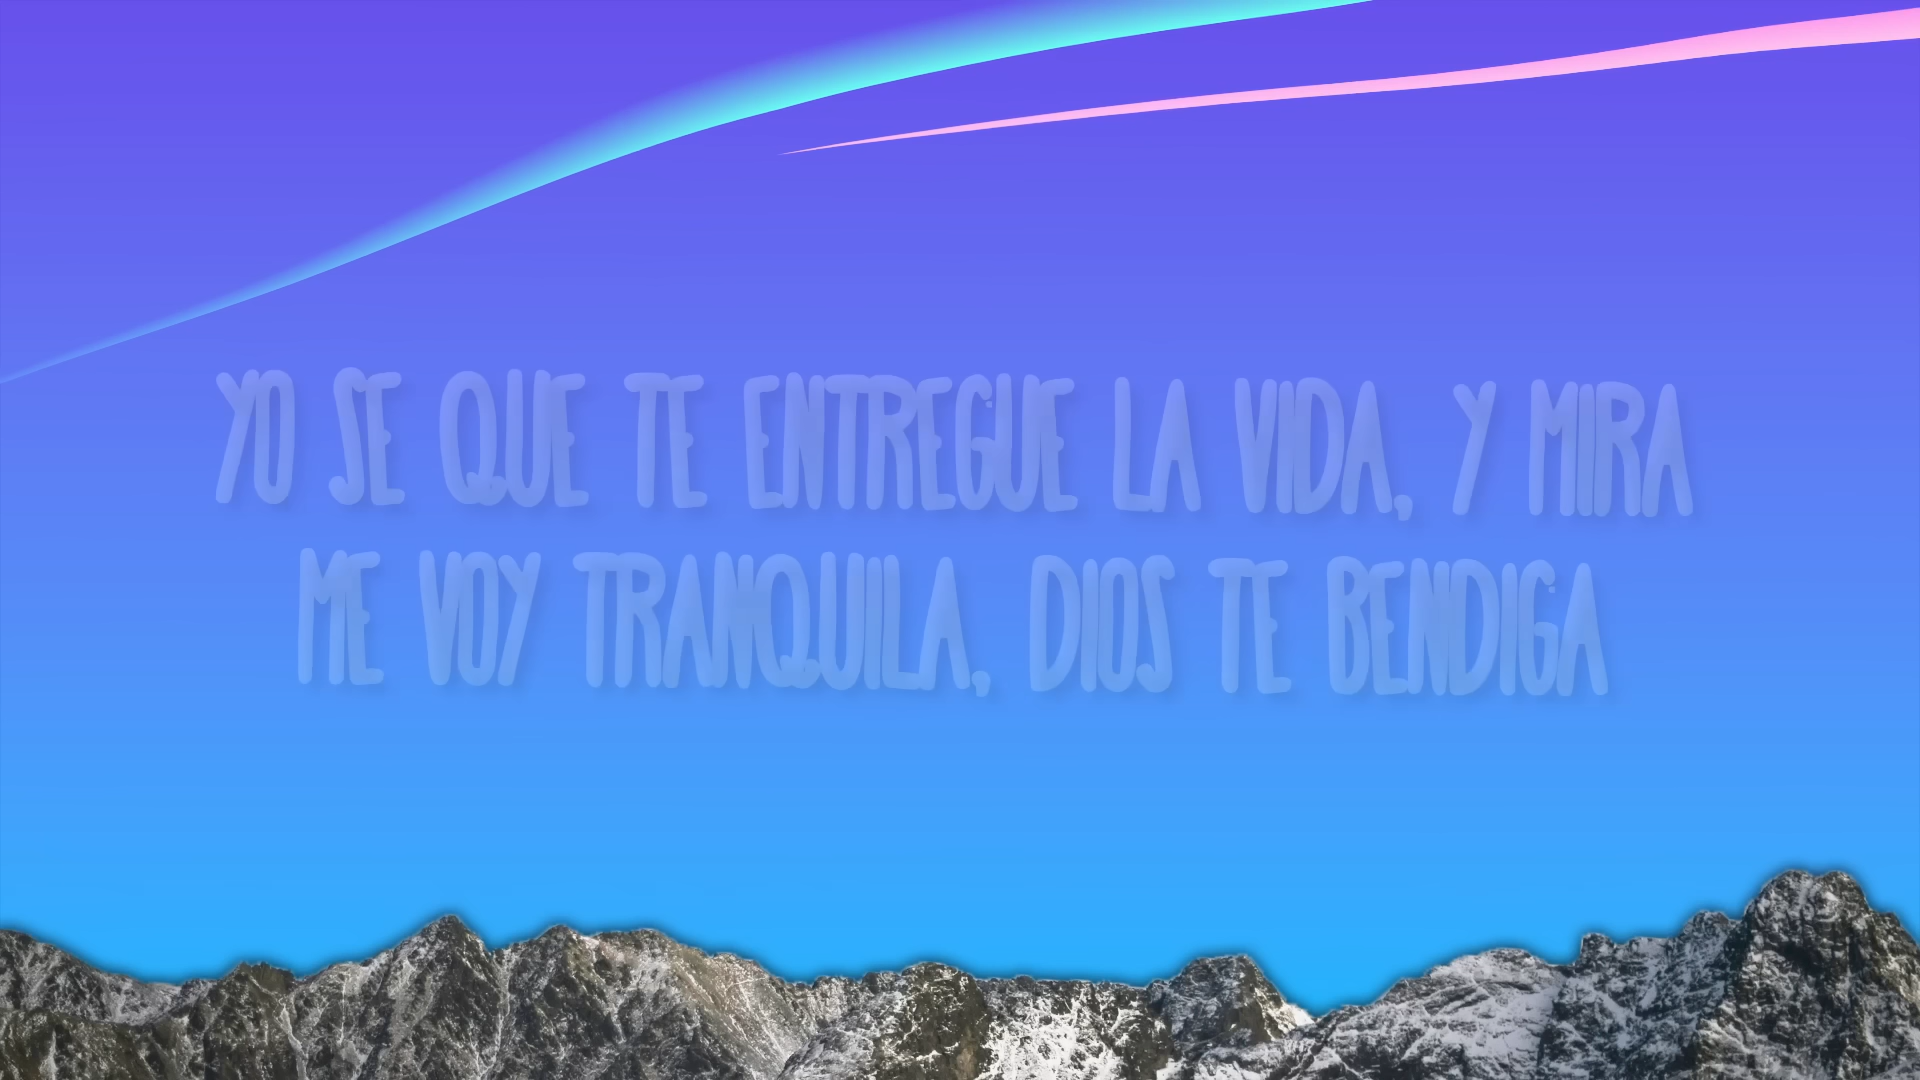 YO SE QUE TE ENTREGUE LA VIDA, Y MIRA
ME VOY TRANQUILA, DIOS TE BENDIGA